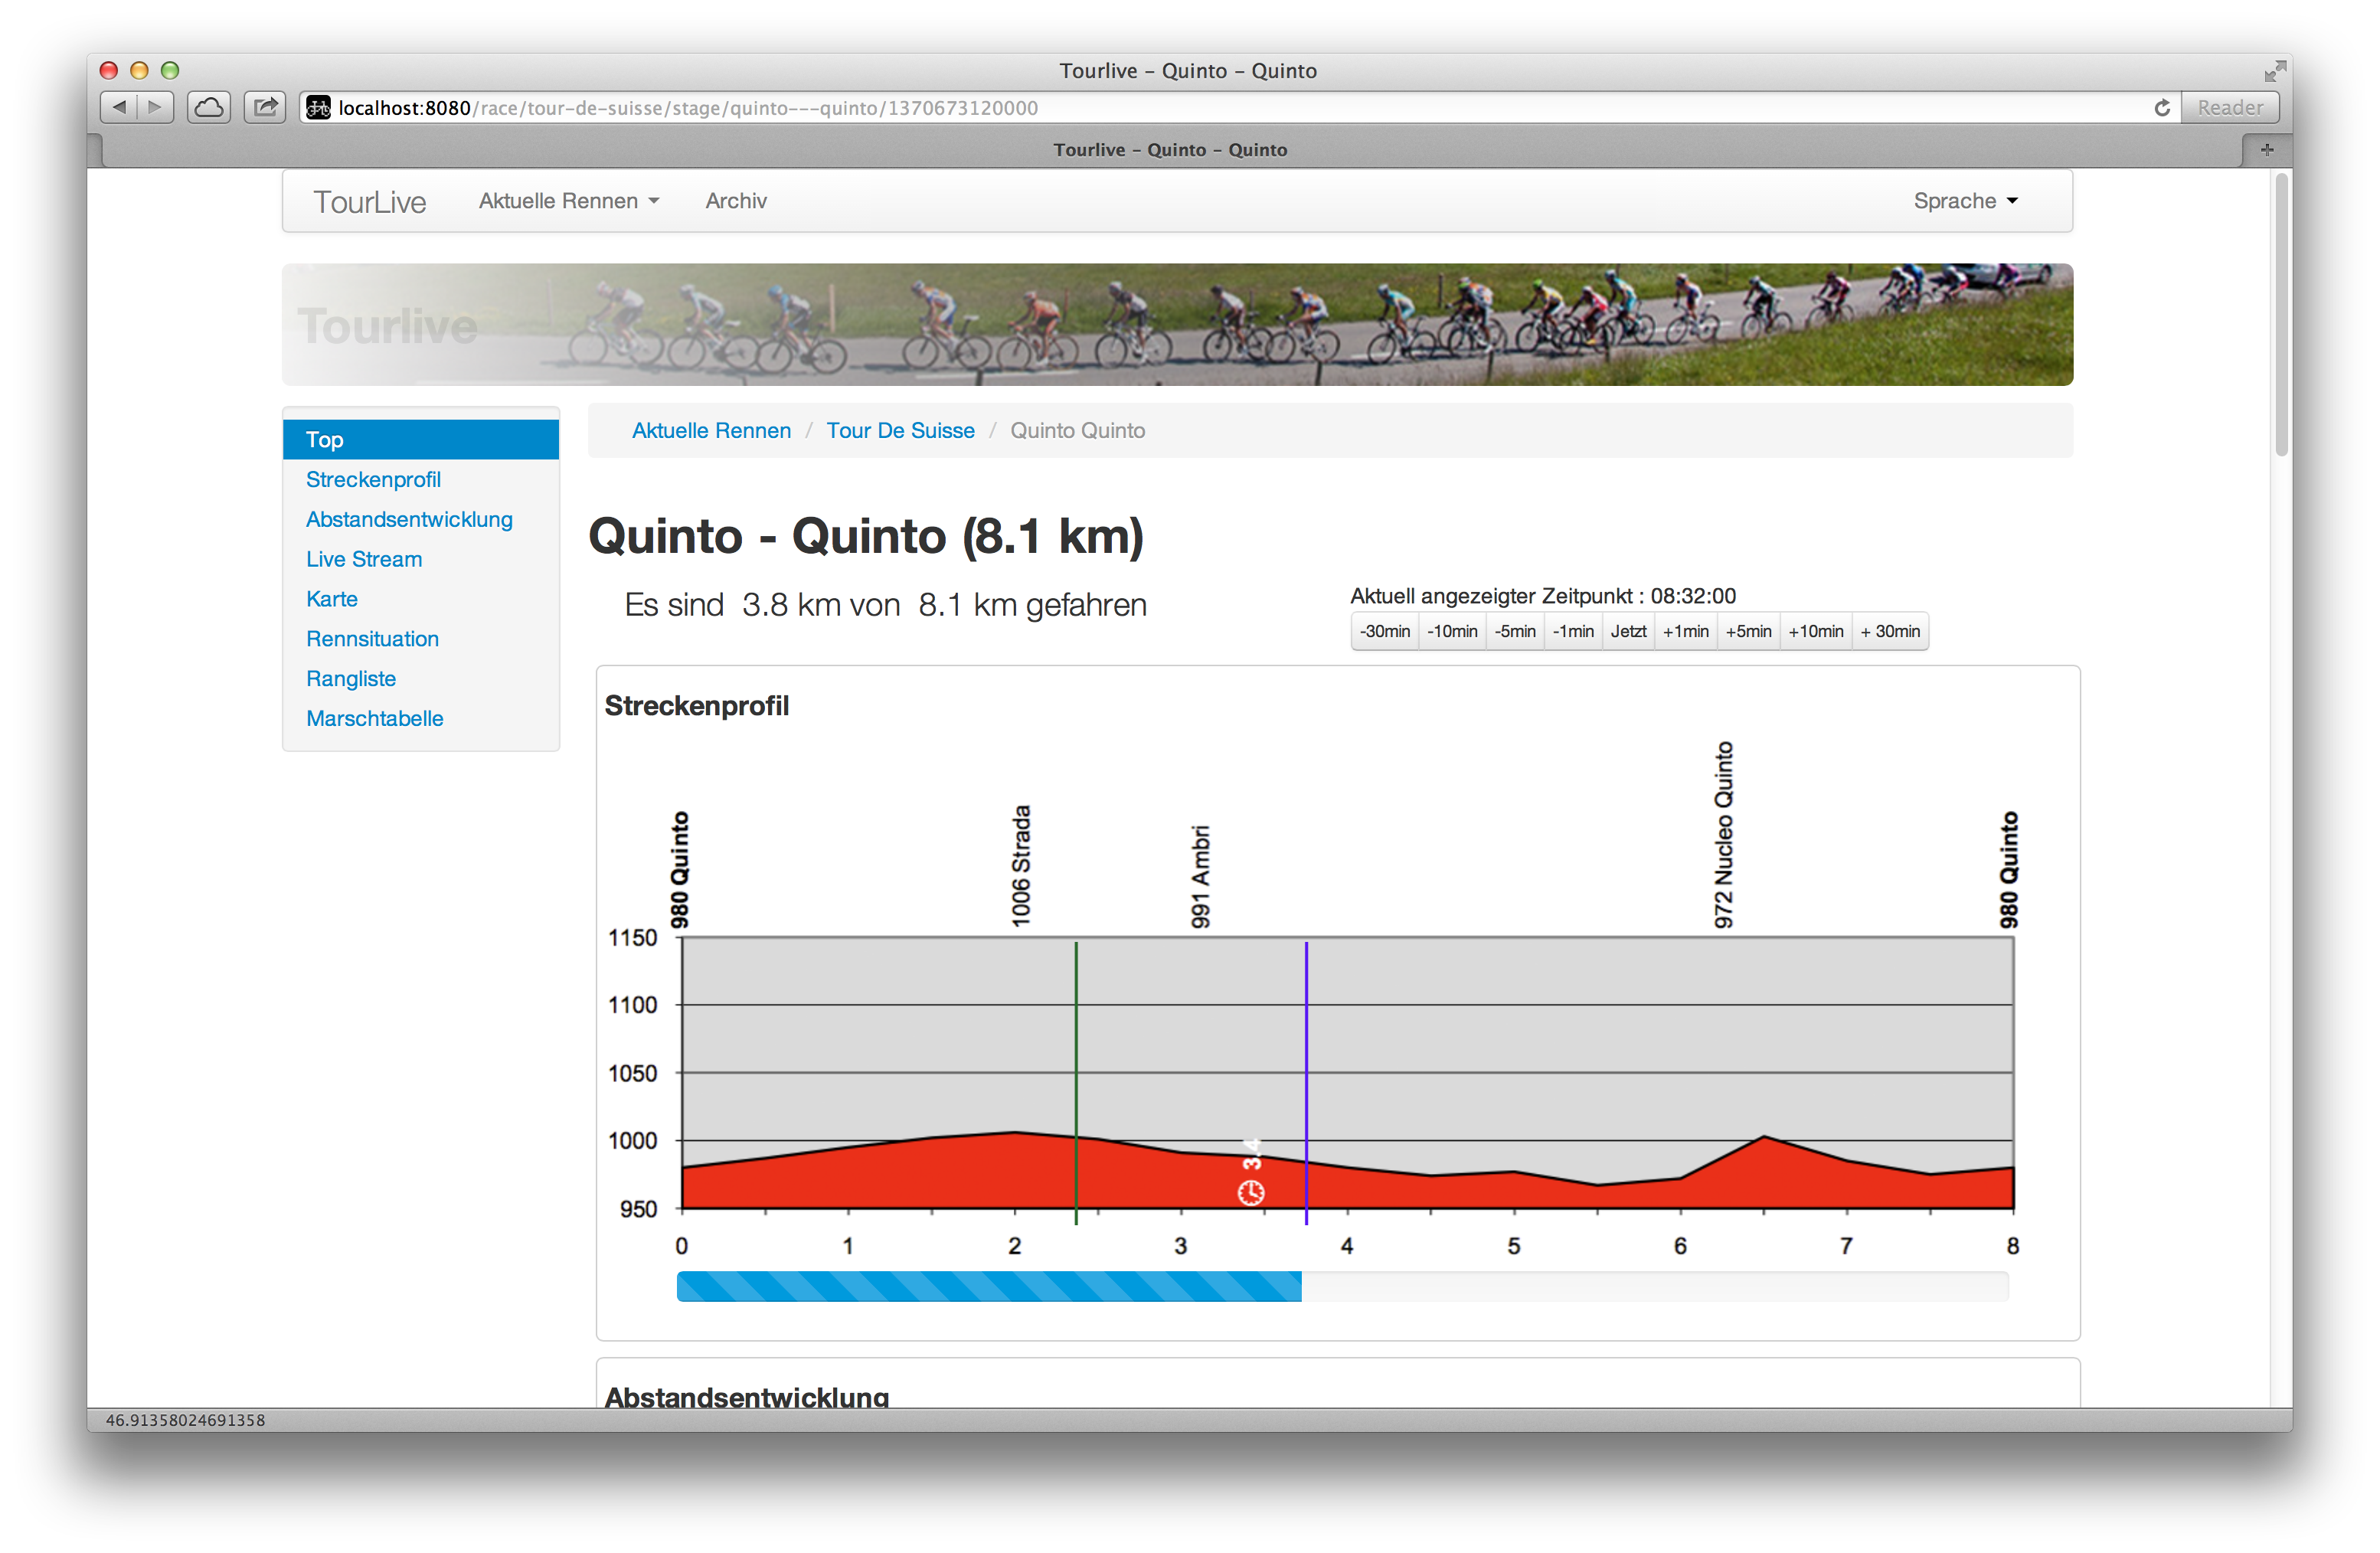 Tourlive – Quinto – Quinto
localhost:8080/race/tour-de-suisse/stage/quinto---quinto/1370673120000
Reader
Tourlive – Quinto – Quinto
TourLive Aktuelle Rennen Archiv Sprache
Tourlive
Top
Streckenprofil
Abstandsentwicklung
Live Stream
Karte
Rennsituation
Rangliste
Marschtabelle
Aktuelle Rennen / Tour De Suisse / Quinto Quinto
Quinto - Quinto (8.1 km)
Es sind 3.8 km von 8.1 km gefahren
Aktuell angezeigter Zeitpunkt : 08:32:00
-30min -10min -5min -1min Jetzt +1min +5min +10min + 30min
Streckenprofil
980 Quinto
1006 Strada
991 Ambri
972 Nucleo Quinto
980 Quinto
1150
1100
1050
1000
950
3.4
0 1 2 3 4 5 6 7 8
Abstandsentwicklung
46.91358024691358